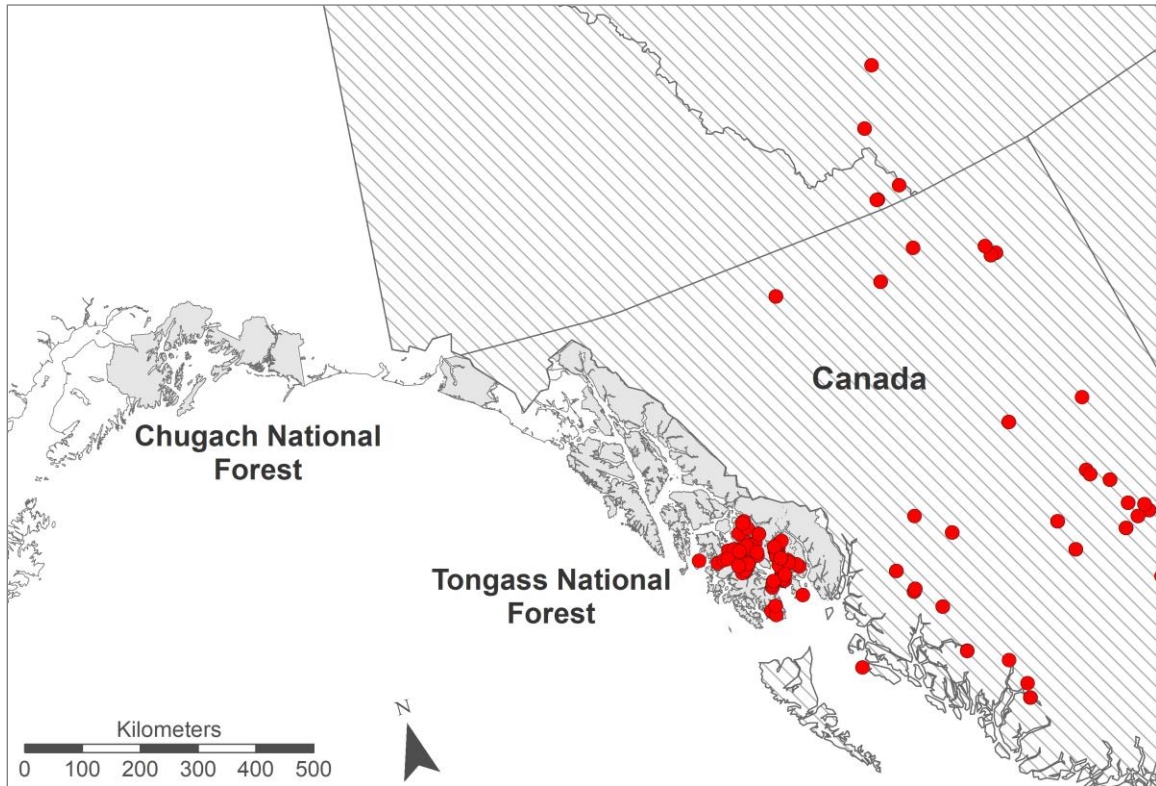 Canada
Chugach National
Forest
Tongass National
Forest
N
Kilometers
0 100 200 300 400 500